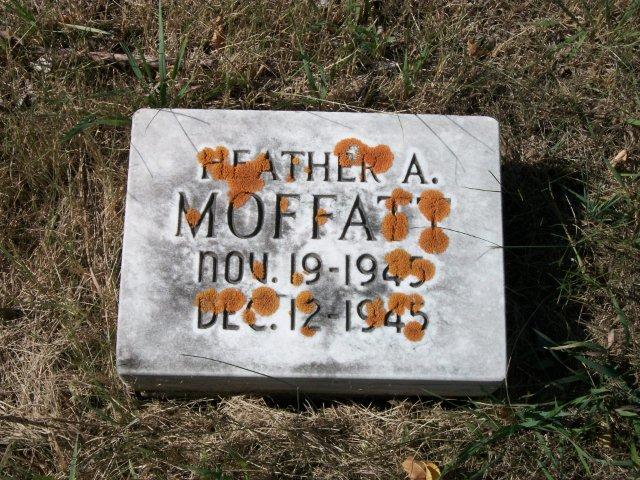 HEATHER A.
MOFFATT
NOV. 19-1945
DEC. 12-1945